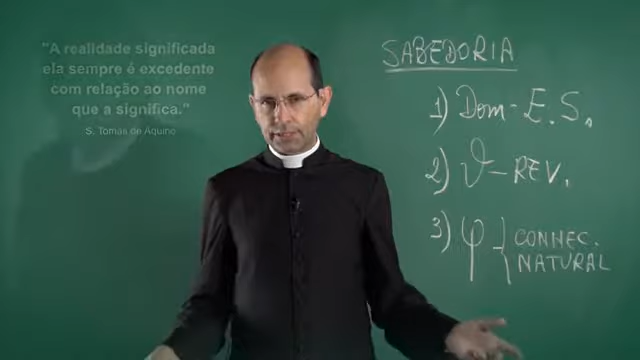 "A realidade significada
ela sempre é excedente
com relação ao nome
que a significa."
S. Tomás de Aquino
SABEDORIA
1) Dom - E. S.
2) ϑ - REV.
3) φ - { CONHEC.
NATURAL